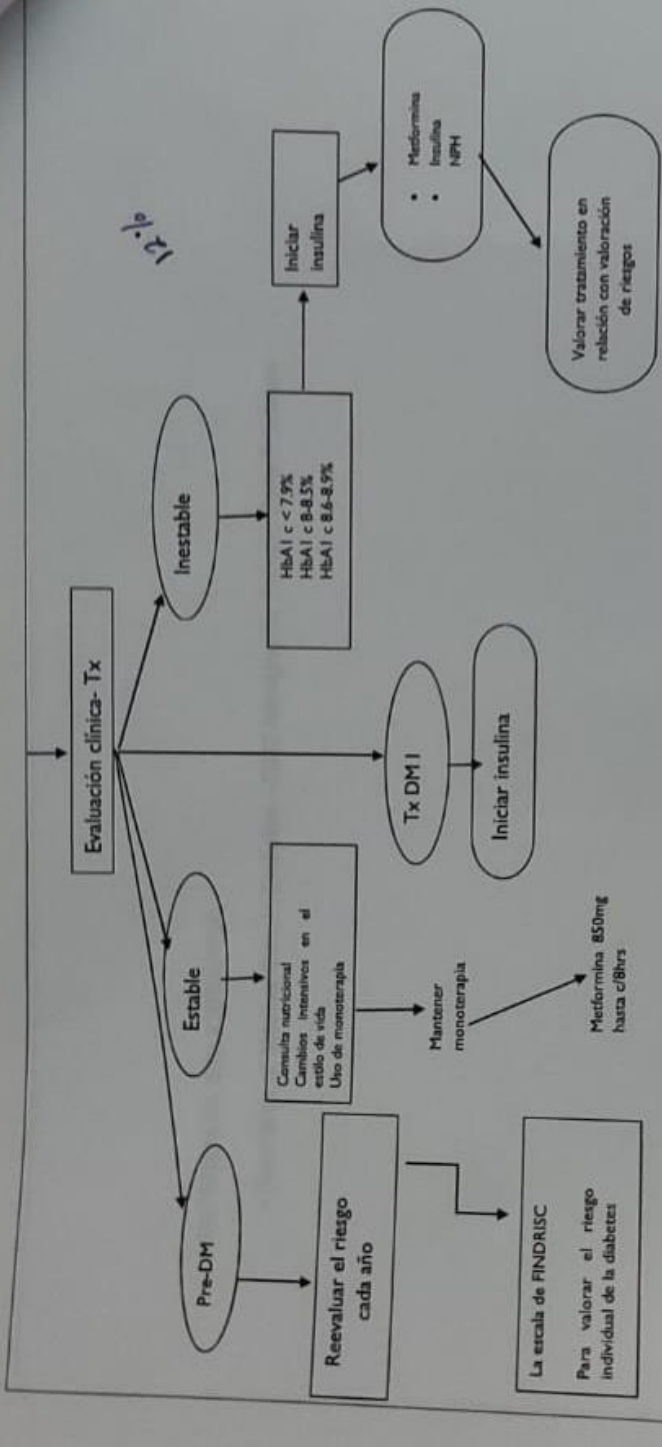 Evaluación clínica- Tx
12%
Pre-DM
Estable
Tx DM I
Inestable
Reevaluar el riesgo
cada año
La escala de FINDRISC
Para valorar el riesgo
individual de la diabetes
Consulta nutricional
Cambios intensivos en el
estilo de vida
Uso de monoterapia
Mantener
monoterapia
Metformina 850mg
hasta c/8hrs
Iniciar insulina
HbA1 c < 7.9%
HbA1 c 8-8.5%
HbA1 c 8.6-8.9%
Iniciar
insulina
• Metformina
• Insulina
NPH
Valorar tratamiento en
relación con valoración
de riesgos